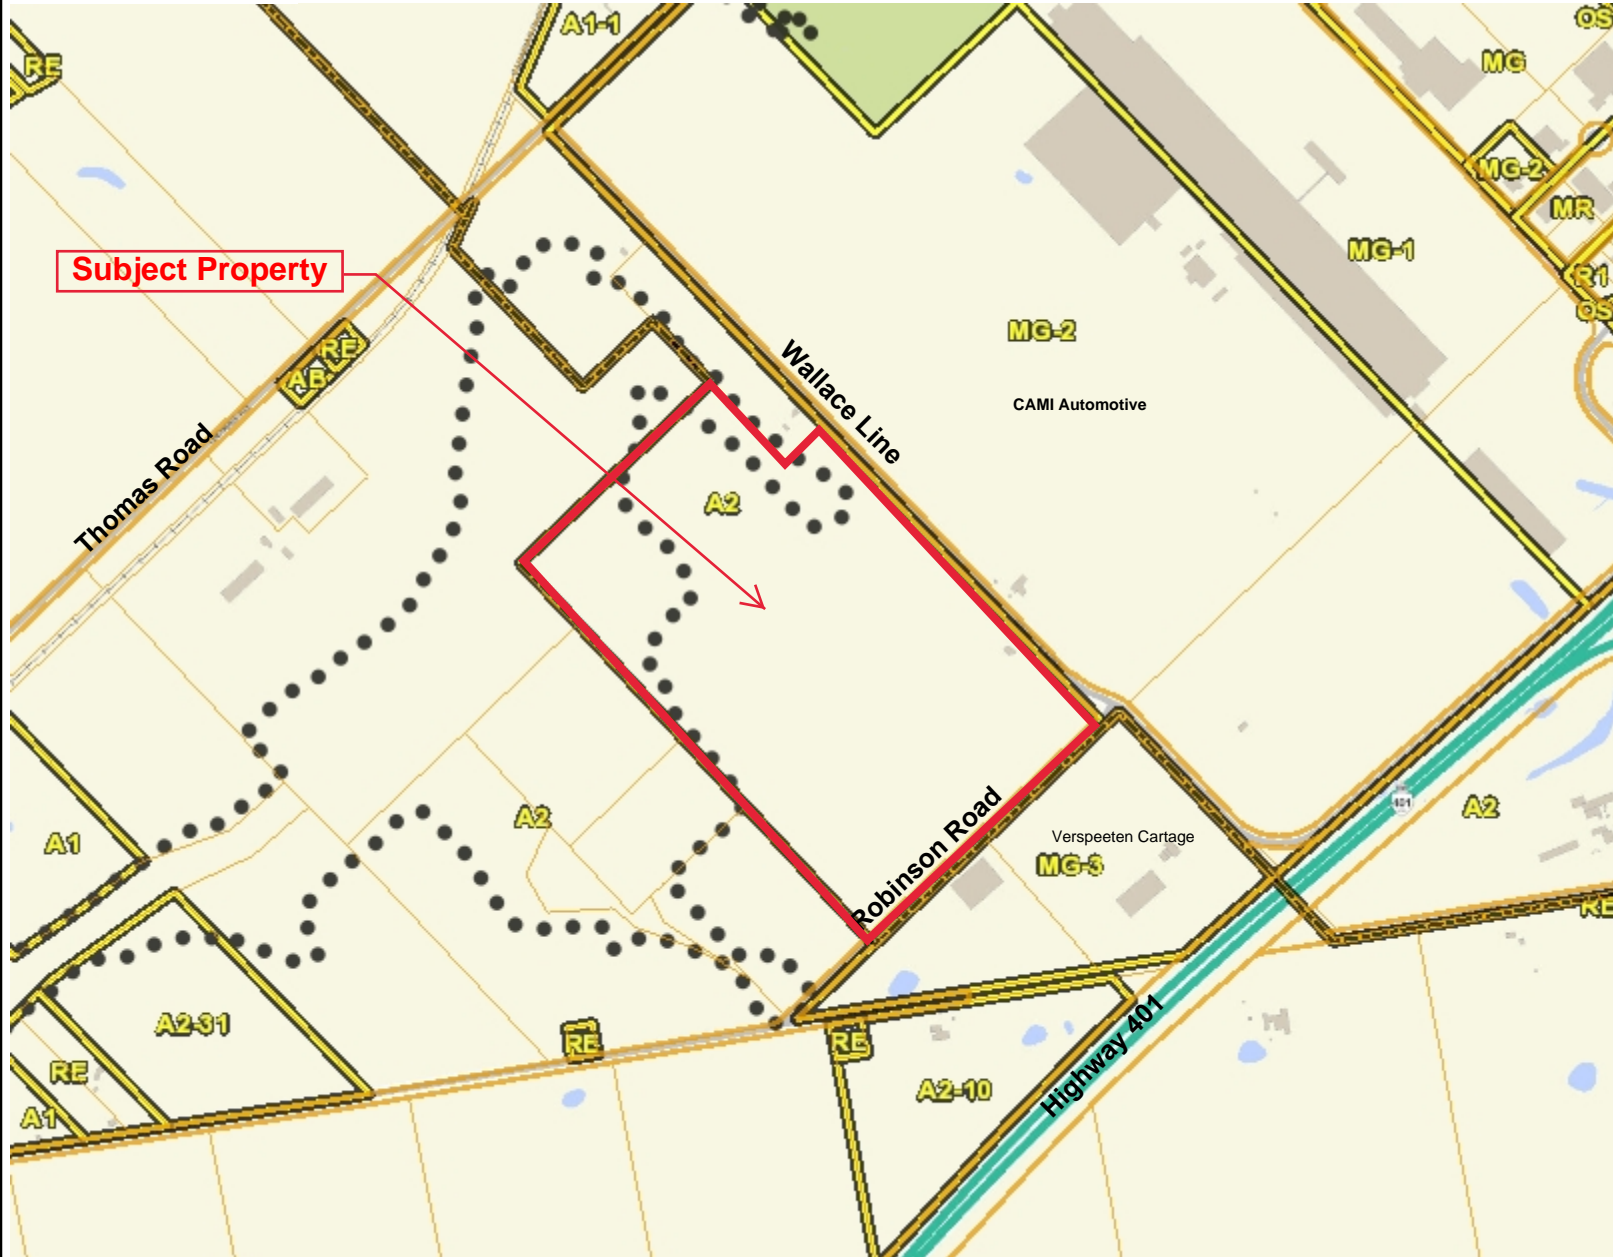 A1-1
OS
RE
MG
MG-2
MR
MG-1
Subject Property
R1
OS
MG-2
RE
AB
Wallace Line
CAMI Automotive
Thomas Road
A2
401
A2
A2
Robinson Road
Verspeeten Cartage
A1
MG-3
RE
A2-31
RE
RE
RE
A2-10
Highway 401
A1